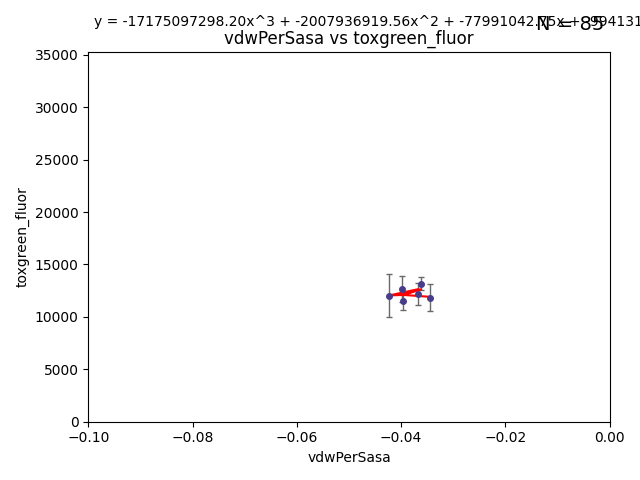 y = -17175097298.20x^3 + -2007936919.56x^2 + -77991042.75x + -994131
N = 85
vdwPerSasa vs toxgreen_fluor
35000
30000
25000
20000
15000
10000
5000
0
toxgreen_fluor
−0.10 −0.08 −0.06 −0.04 −0.02 0.00
vdwPerSasa